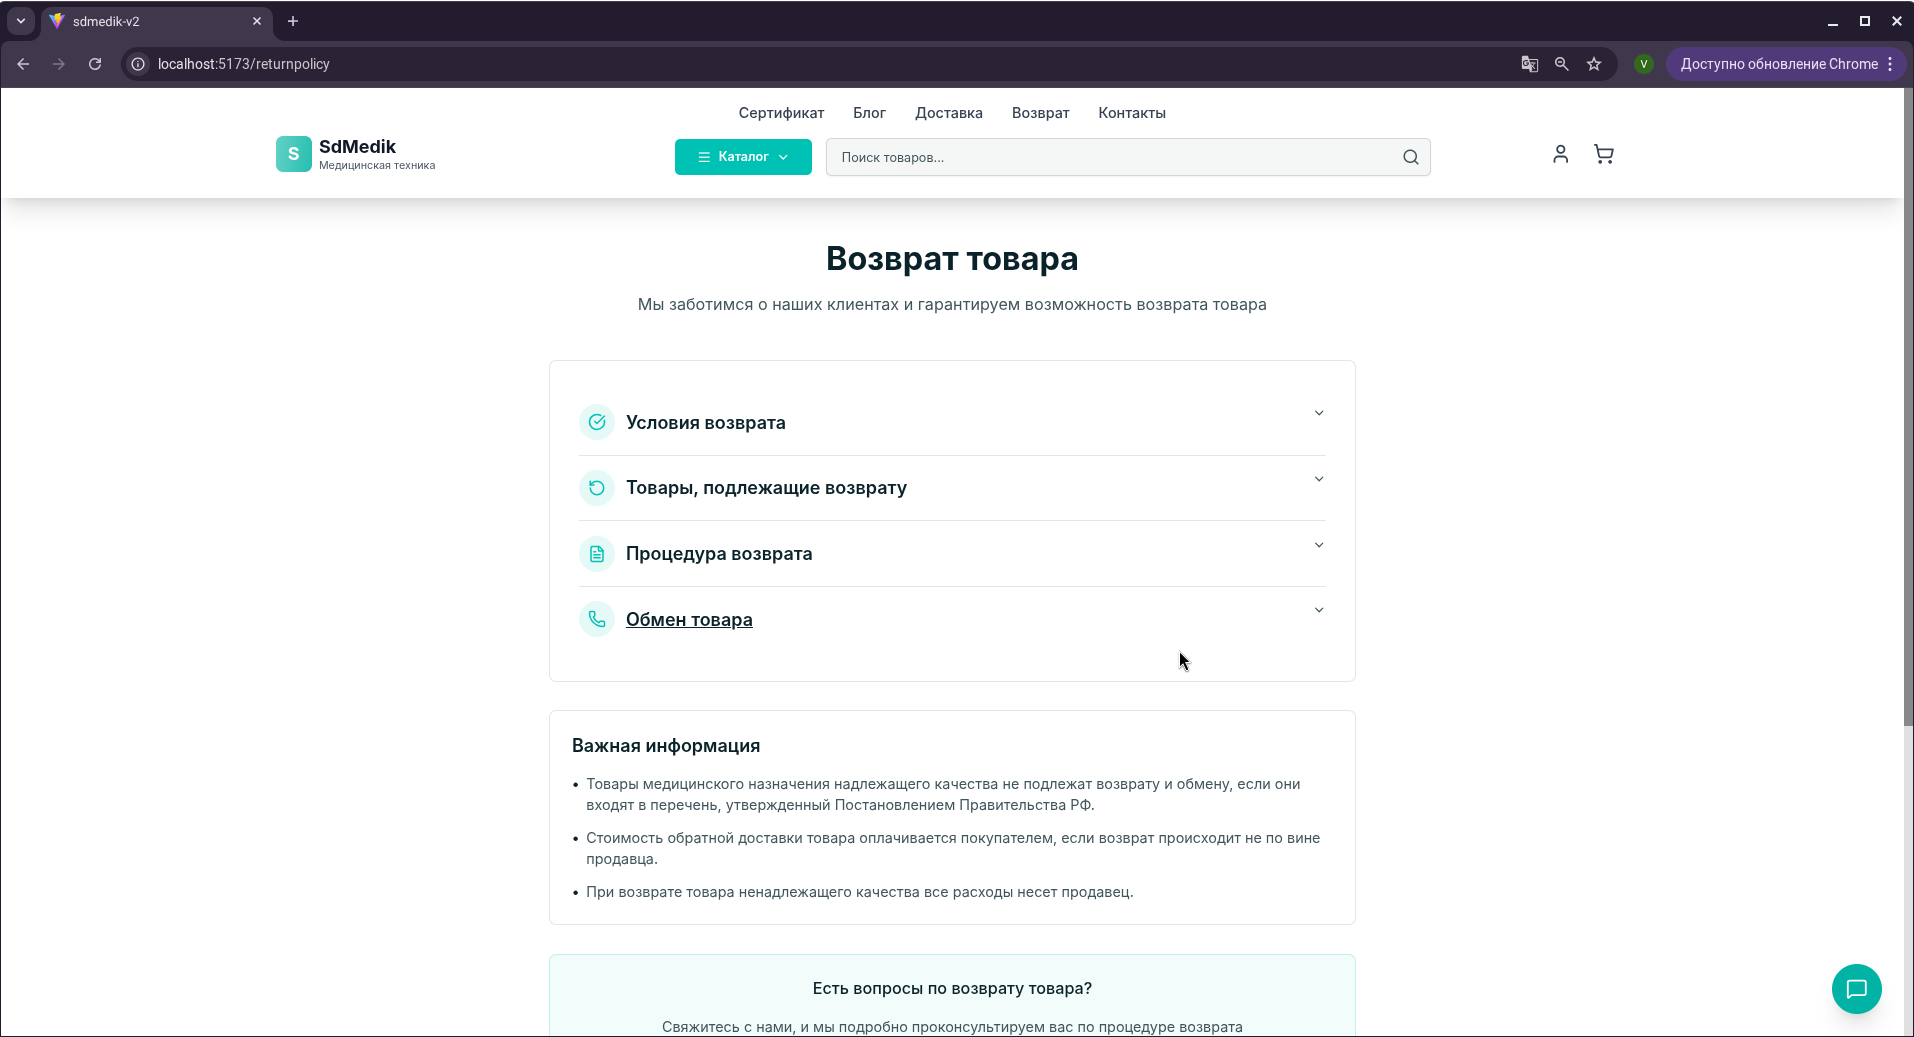 sdmedik-v2
localhost:5173/returnpolicy
V
Доступно обновление Chrome
Сертификат Блог Доставка Возврат Контакты
S
SdMedik
Медицинская техника
Каталог
Поиск товаров...
Возврат товара
Мы заботимся о наших клиентах и гарантируем возможность возврата товара
Условия возврата
Товары, подлежащие возврату
Процедура возврата
Обмен товара
Важная информация
• Товары медицинского назначения надлежащего качества не подлежат возврату и обмену, если они
входят в перечень, утвержденный Постановлением Правительства РФ.
• Стоимость обратной доставки товара оплачивается покупателем, если возврат происходит не по вине
продавца.
• При возврате товара ненадлежащего качества все расходы несет продавец.
Есть вопросы по возврату товара?
Свяжитесь с нами, и мы подробно проконсультируем вас по процедуре возврата